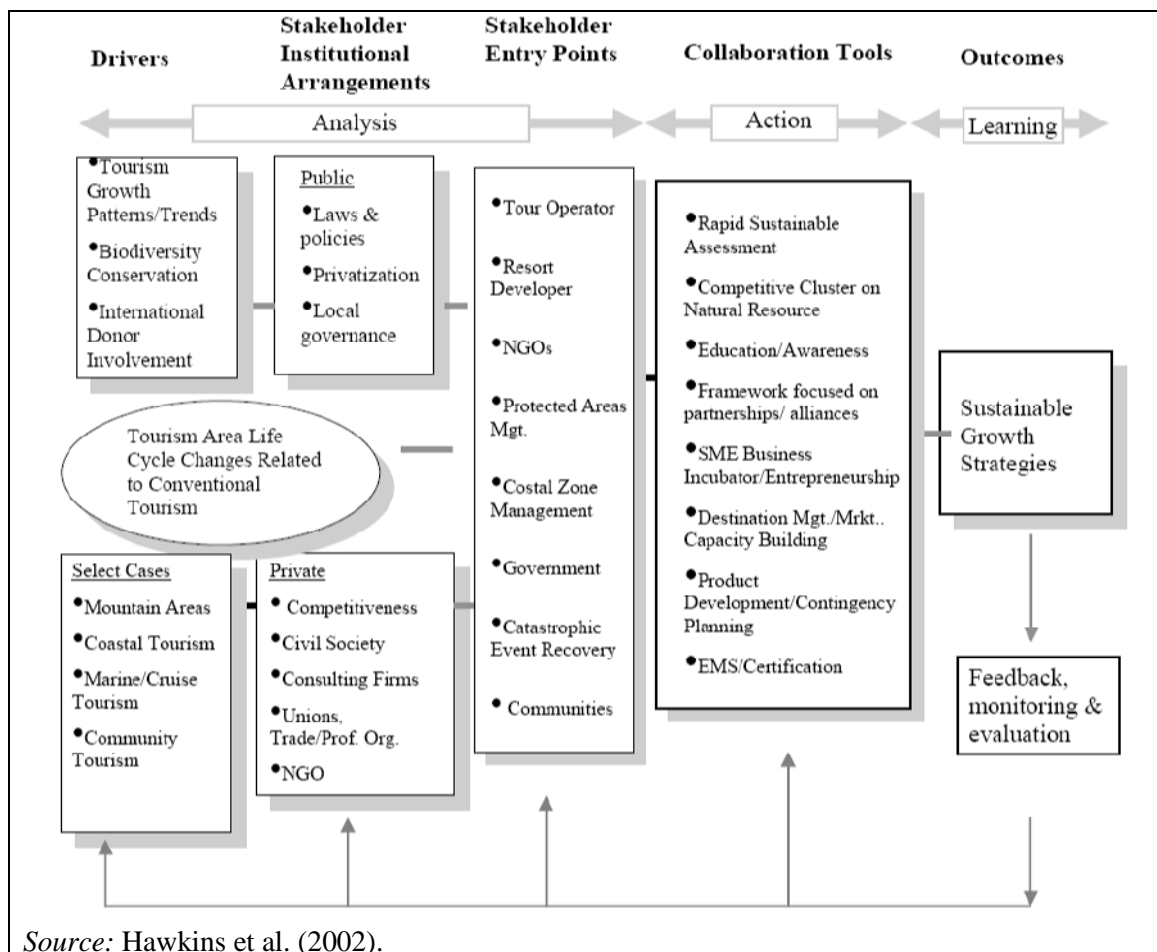 Drivers
Stakeholder
Institutional
Arrangements
Stakeholder
Entry Points
Collaboration Tools
Outcomes
Analysis
Action
Learning
•Tourism
Growth
Patterns/Trends
•Biodiversity
Conservation
•International
Donor
Involvement
Public
•Laws &
policies
•Privatization
•Local
governance
Tourism Area Life
Cycle Changes Related
to Conventional
Tourism
Select Cases
•Mountain Areas
•Coastal Tourism
•Marine/Cruise
Tourism
•Community
Tourism
Private
• Competitiveness
•Civil Society
•Consulting Firms
•Unions,
Trade/Prof. Org.
•NGO
•Tour Operator
•Resort
Developer
•NGOs
•Protected Areas
Mgt.
•Costal Zone
Management
•Government
•Catastrophic
Event Recovery
• Communities
•Rapid Sustainable
Assessment
•Competitive Cluster on
Natural Resource
•Education/Awareness
•Framework focused on
partnerships/ alliances
•SME Business
Incubator/Entrepreneurship
•Destination Mgt./Mrkt..
Capacity Building
•Product
Development/Contingency
Planning
•EMS/Certification
Sustainable
Growth
Strategies
Feedback,
monitoring &
evaluation
Source: Hawkins et al. (2002).